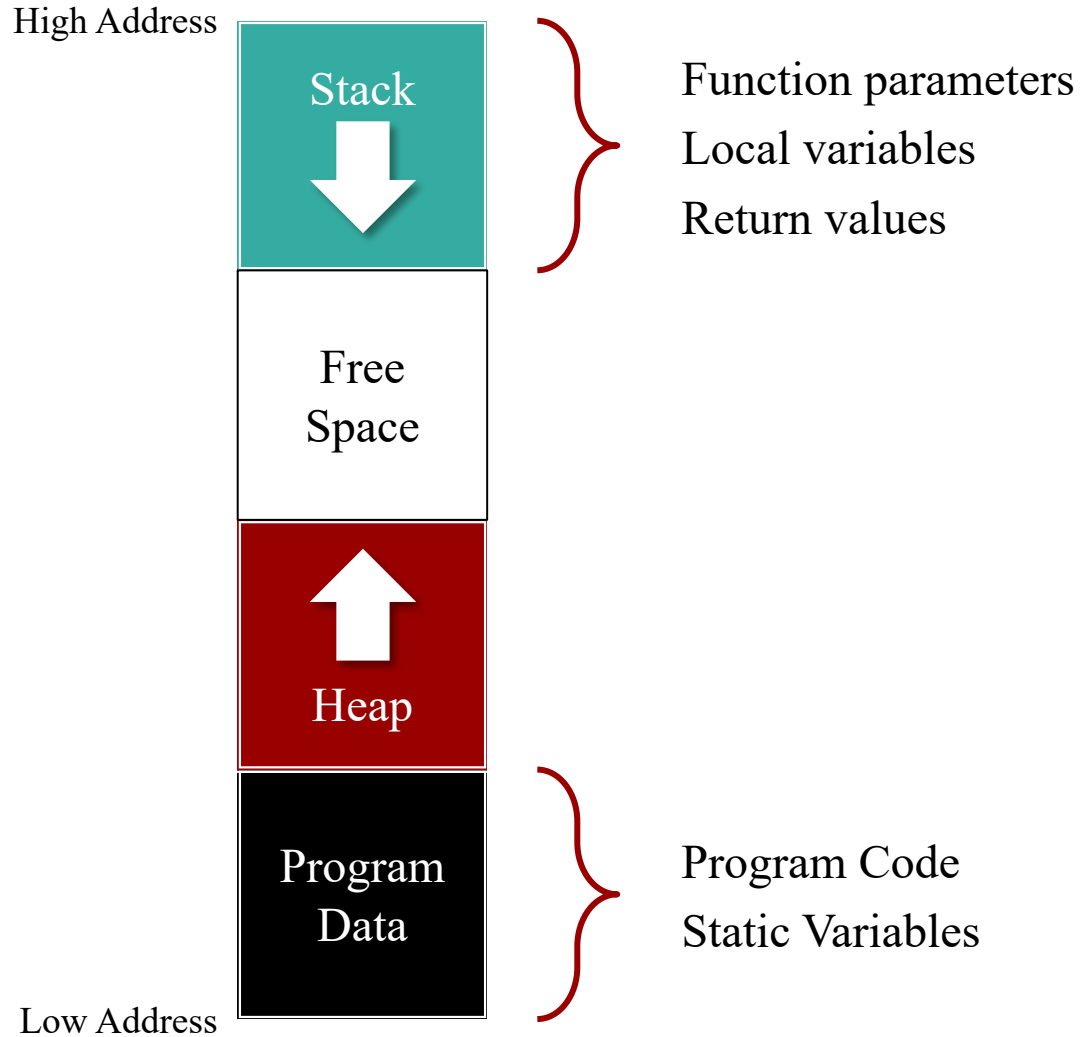 High Address
Stack
Function parameters
Local variables
Return values
Free
Space
Heap
Program
Data
Program Code
Static Variables
Low Address